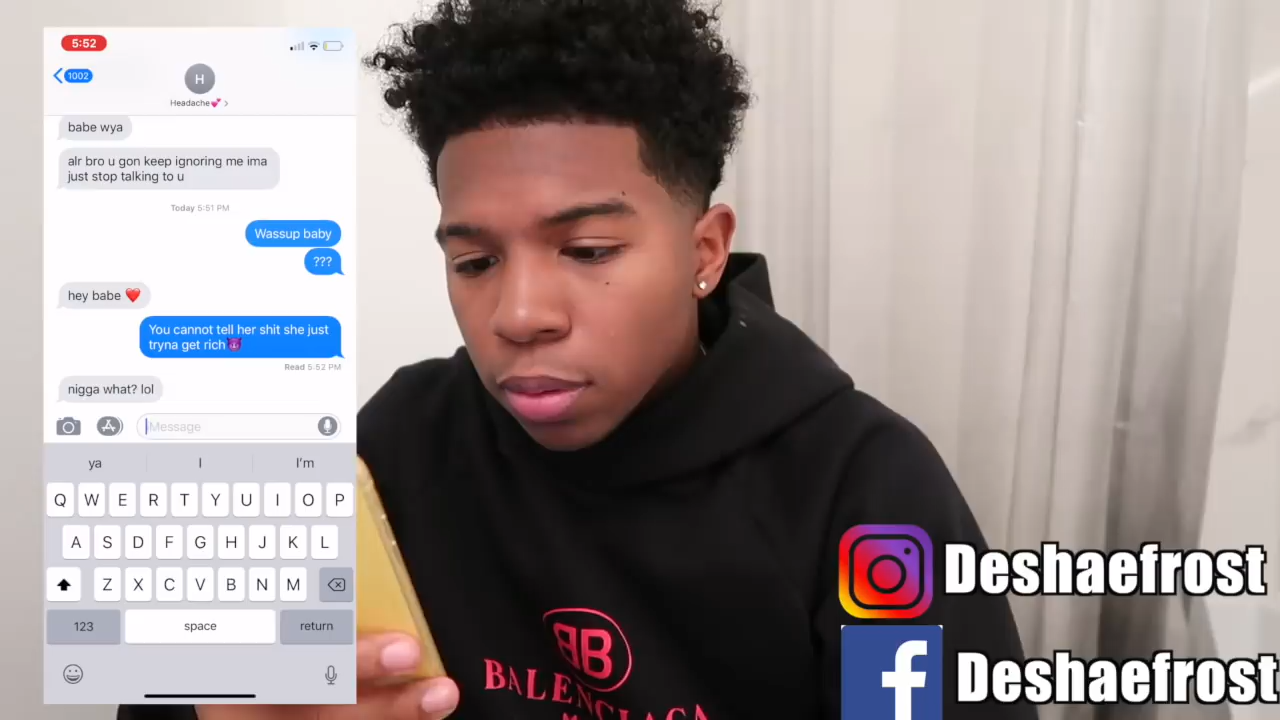 5:52
1002
H
Headache💕 >
babe wya
alr bro u gon keep ignoring me ima
just stop talking to u
Today 5:51 PM
Wassup baby
???
hey babe ❤️
You cannot tell her shit she just
tryna get rich😈
Read 5:52 PM
nigga what? lol
iMessage
ya I I'm
Q W E R T Y U I O P
A S D F G H J K L
Z X C V B N M
123 space return
BB
BALENCIAGA
Deshaefrost
f Deshaefrost